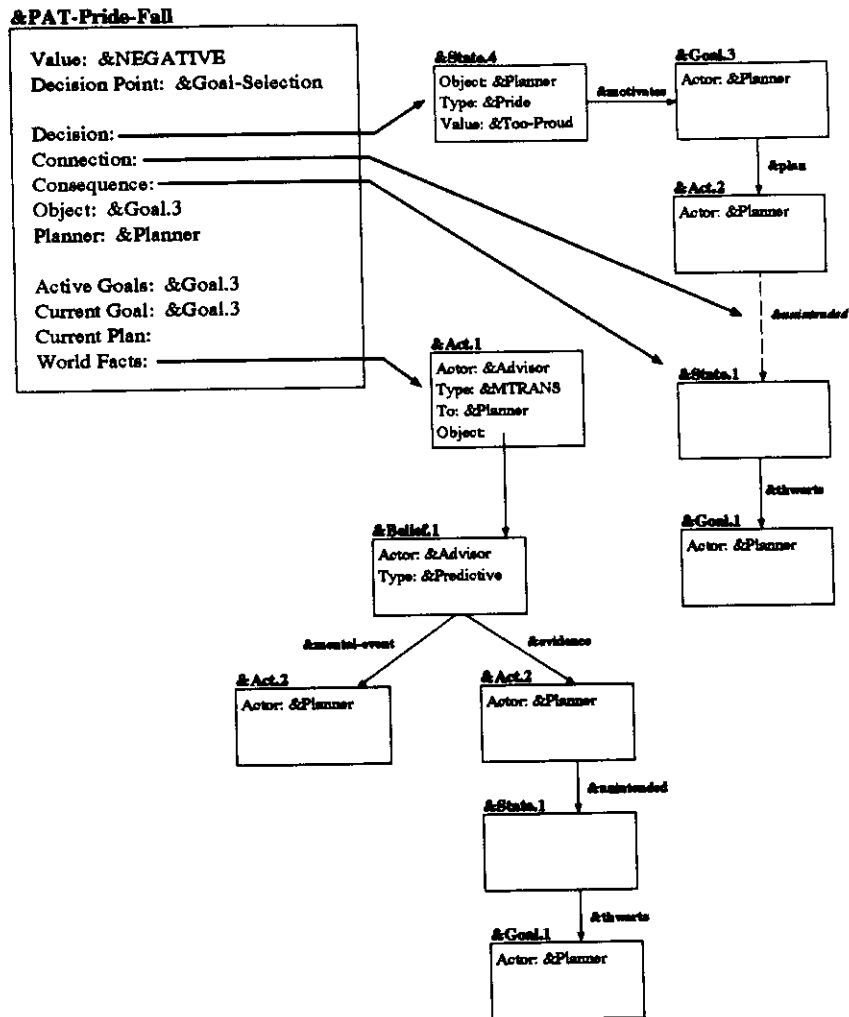 &PAT-Pride-Fall
Value: &NEGATIVE
Decision Point: &Goal-Selection
Decision:
Connection:
Consequence:
Object: &Goal.3
Planner: &Planner
Active Goals: &Goal.3
Current Goal: &Goal.3
Current Plan:
World Facts:
&State.4
Object: &Planner
Type: &Pride
Value: &Too-Proud
&motivates
&Goal.3
Actor: &Planner
&plan
&Act.2
Actor: &Planner
&unintended
&State.1
&thwarts
&Goal.1
Actor: &Planner
&Act.1
Actor: &Advisor
Type: &MTRANS
To: &Planner
Object:
&Belief.1
Actor: &Advisor
Type: &Predictive
&mental-event
&evidence
&Act.2
Actor: &Planner
&Act.2
Actor: &Planner
&unintended
&State.1
&thwarts
&Goal.1
Actor: &Planner